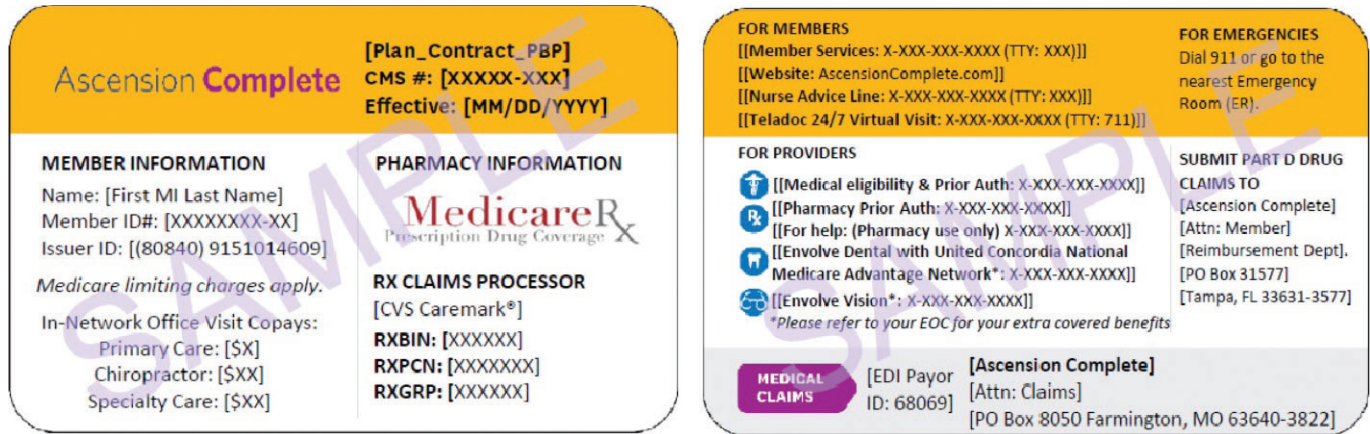 Ascension Complete
[Plan_Contract_PBP]
CMS #: [XXXXX-XXX]
Effective: [MM/DD/YYYY]
MEMBER INFORMATION
Name: [First MI Last Name]
Member ID#: [XXXXXXXX-XX]
Issuer ID: [(80840) 9151014609]
Medicare limiting charges apply.
In-Network Office Visit Copays:
Primary Care: [$X]
Chiropractor: [$XX]
Specialty Care: [$XX]
PHARMACY INFORMATION
MedicareRx
Prescription Drug Coverage
RX CLAIMS PROCESSOR
[CVS Caremark®]
RXBIN: [XXXXXX]
RXPCN: [XXXXXXX]
RXGRP: [XXXXXX]
SAMPLE
FOR MEMBERS
[[Member Services: X-XXX-XXX-XXXX (TTY: XXX)]]
[[Website: AscensionComplete.com]]
[[Nurse Advice Line: X-XXX-XXX-XXXX (TTY: XXX)]]
[[Teladoc 24/7 Virtual Visit: X-XXX-XXX-XXXX (TTY: 711)]]
FOR EMERGENCIES
Dial 911 or go to the
nearest Emergency
Room (ER).
FOR PROVIDERS
[[Medical eligibility & Prior Auth: X-XXX-XXX-XXXX]]
Rx
[[Pharmacy Prior Auth: X-XXX-XXX-XXXX]]
[[For help: (Pharmacy use only) X-XXX-XXX-XXXX]]
[[Envolve Dental with United Concordia National
Medicare Advantage Network*: X-XXX-XXX-XXXX]]
[[Envolve Vision*: X-XXX-XXX-XXXX]]
*Please refer to your EOC for your extra covered benefits
SUBMIT PART D DRUG
CLAIMS TO
[Ascension Complete]
[Attn: Member]
[Reimbursement Dept].
[PO Box 31577]
[Tampa, FL 33631-3577]
MEDICAL
CLAIMS
[EDI Payor
ID: 68069]
[Ascension Complete]
[Attn: Claims]
[PO Box 8050 Farmington, MO 63640-3822]
SAMPLE